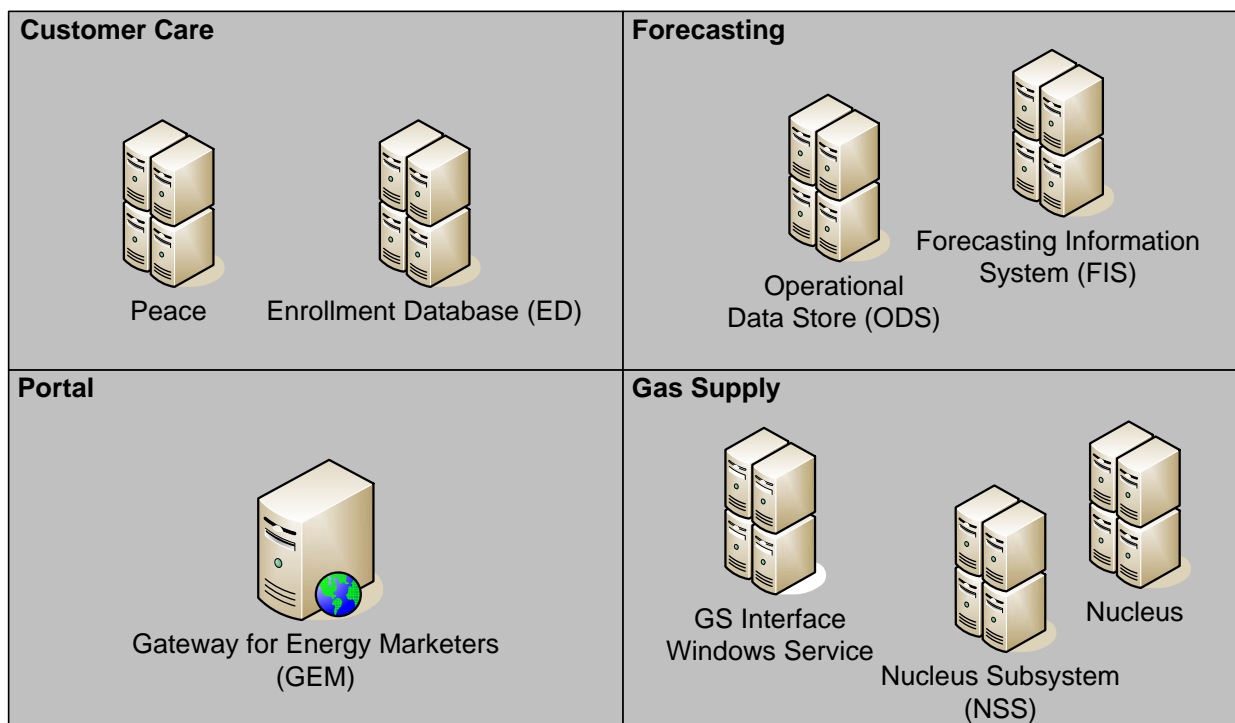 Customer Care
Peace
Enrollment Database (ED)
Forecasting
Operational
Data Store (ODS)
Forecasting Information
System (FIS)
Portal
Gateway for Energy Marketers
(GEM)
Gas Supply
GS Interface
Windows Service
Nucleus Subsystem
(NSS)
Nucleus